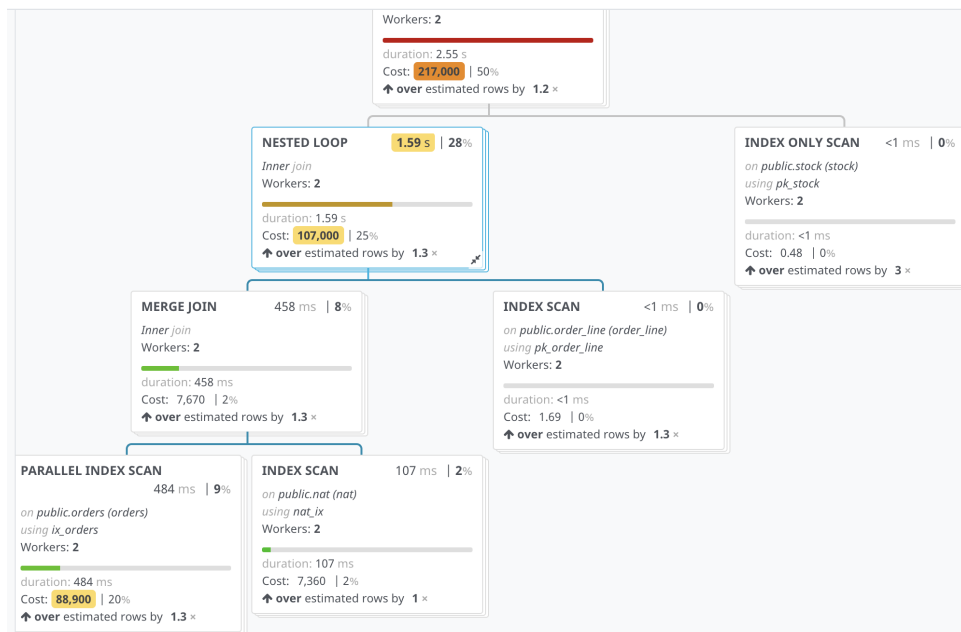 Workers: 2
duration: 2.55 s
Cost: 217,000 | 50%
over estimated rows by 1.2 ×
NESTED LOOP 1.59 s | 28%
Inner join
Workers: 2
duration: 1.59 s
Cost: 107,000 | 25%
over estimated rows by 1.3 ×
INDEX ONLY SCAN <1 ms | 0%
on public.stock (stock)
using pk_stock
Workers: 2
duration: <1 ms
Cost: 0.48 | 0%
over estimated rows by 3 ×
MERGE JOIN 458 ms | 8%
Inner join
Workers: 2
duration: 458 ms
Cost: 7,670 | 2%
over estimated rows by 1.3 ×
INDEX SCAN <1 ms | 0%
on public.order_line (order_line)
using pk_order_line
Workers: 2
duration: <1 ms
Cost: 1.69 | 0%
over estimated rows by 1.3 ×
PARALLEL INDEX SCAN
484 ms | 9%
on public.orders (orders)
using ix_orders
Workers: 2
duration: 484 ms
Cost: 88,900 | 20%
over estimated rows by 1.3 ×
INDEX SCAN 107 ms | 2%
on public.nat (nat)
using nat_ix
Workers: 2
duration: 107 ms
Cost: 7,360 | 2%
over estimated rows by 1 ×